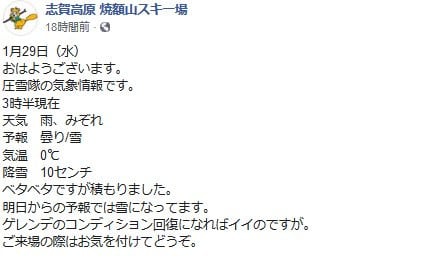 志賀高原 焼額山スキー場
18時間前 ·
1月29日（水）
おはようございます。
圧雪隊の気象情報です。
3時半現在
天気　雨、みぞれ
予報　曇り/雪
気温　0℃
降雪　10センチ
ベタベタですが積もりました。
明日からの予報では雪になってます。
ゲレンデのコンディション回復になればイイのですが。
ご来場の際はお気を付けてどうぞ。